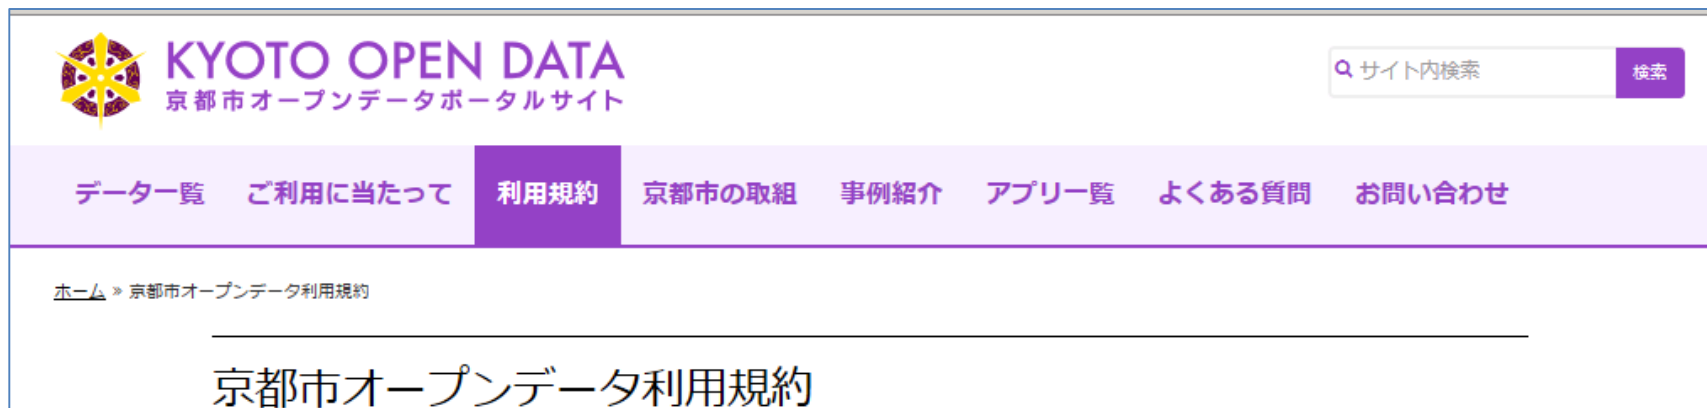 KYOTO OPEN DATA
京都市オープンデータポータルサイト
サイト内検索 検索
データ一覧 ご利用に当たって 利用規約 京都市の取組 事例紹介 アプリ一覧 よくある質問 お問い合わせ
ホーム » 京都市オープンデータ利用規約
京都市オープンデータ利用規約